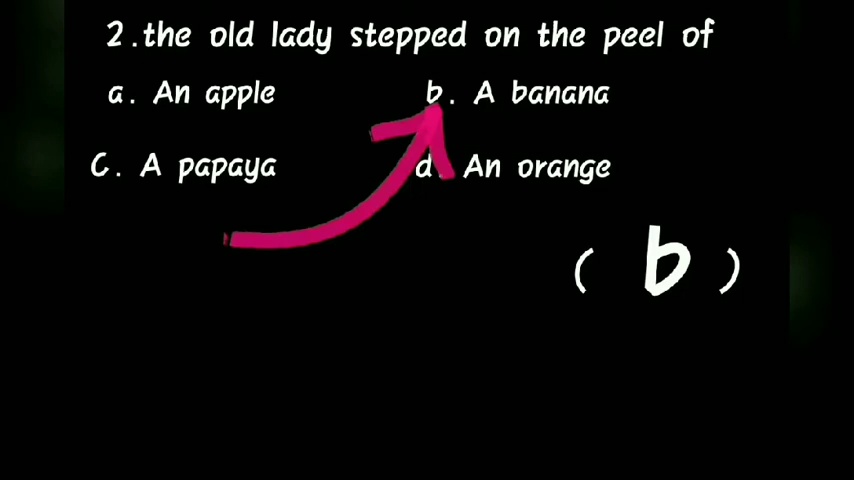 2.the old lady stepped on the peel of
a. An apple b. A banana
C. A papaya d. An orange
( b )